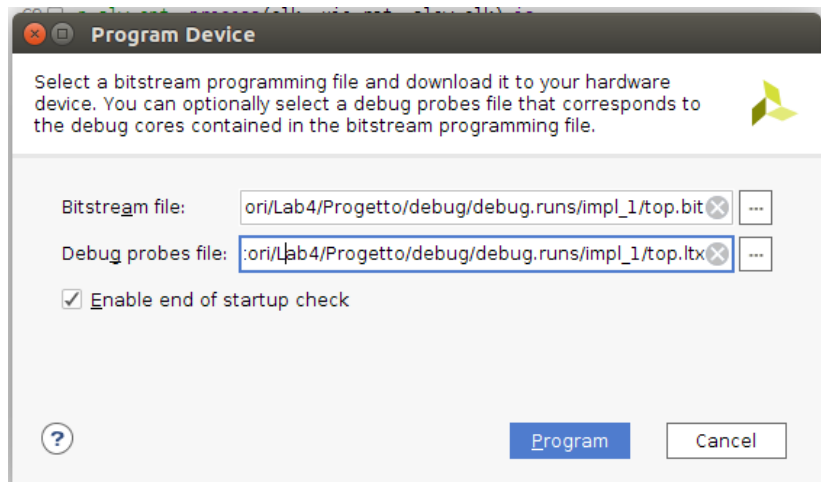 Program Device
Select a bitstream programming file and download it to your hardware
device. You can optionally select a debug probes file that corresponds to
the debug cores contained in the bitstream programming file.
Bitstream file: ori/Lab4/Progetto/debug/debug.runs/impl_1/top.bit ...
Debug probes file: :ori/Lab4/Progetto/debug/debug.runs/impl_1/top.ltx ...
Enable end of startup check
? Program Cancel